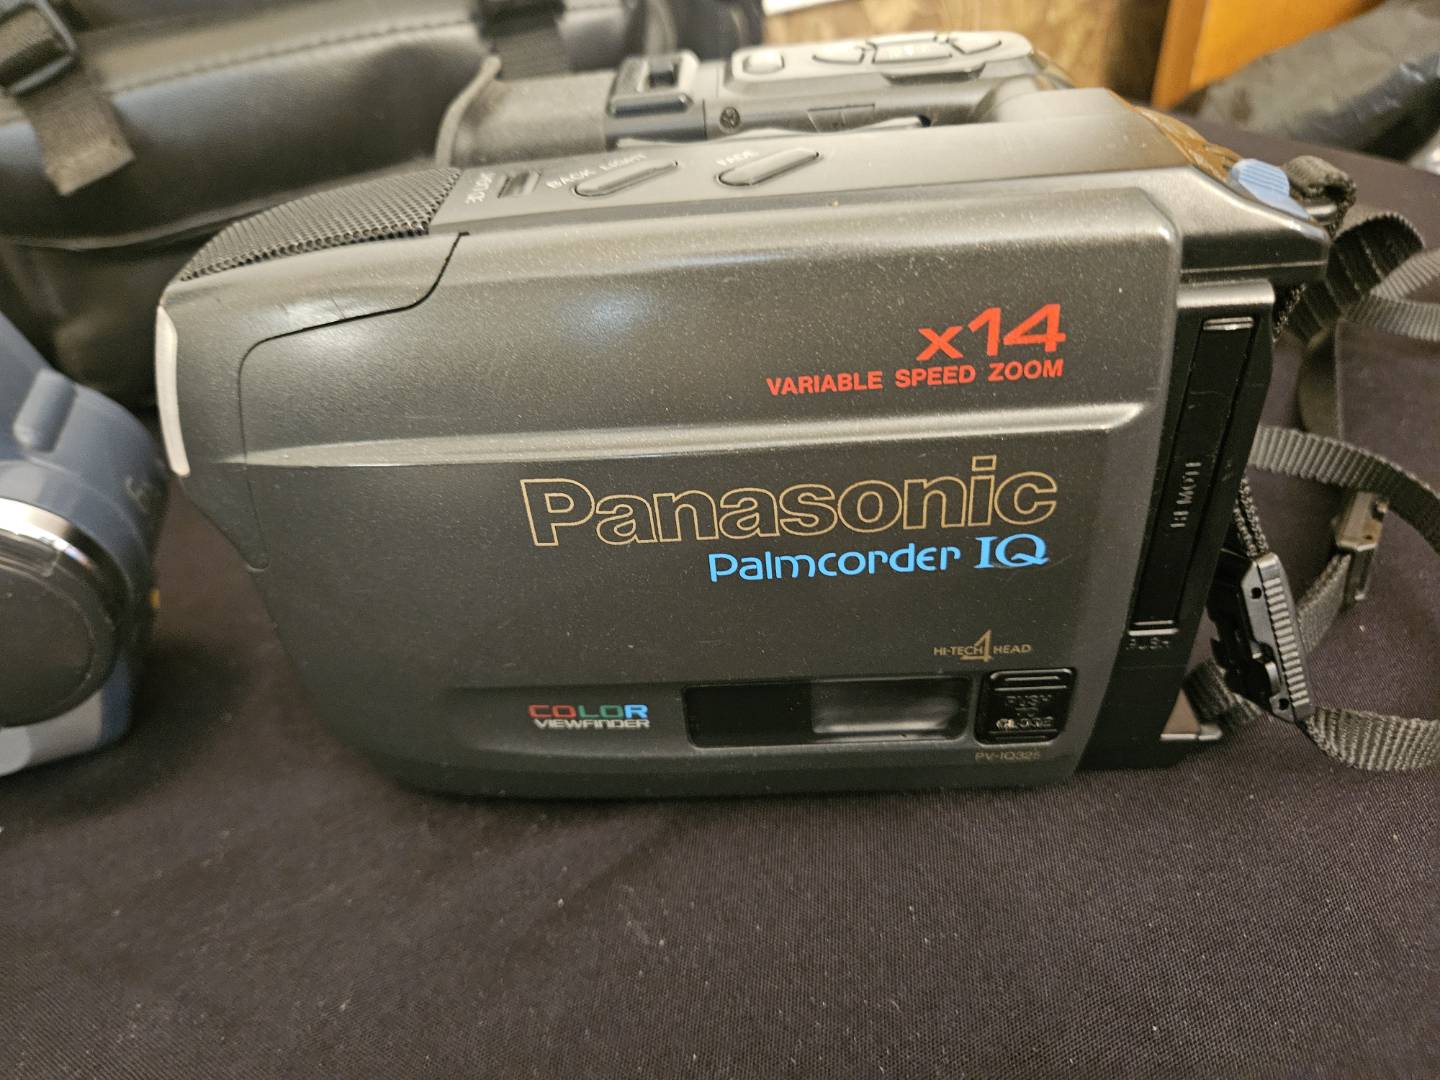 BACK LIGHT
FADE
x14
VARIABLE SPEED ZOOM
Panasonic
Palmcorder IQ
REMOTE
PUSH
HI-TECH 4 HEAD
COLOR
VIEWFINDER
PUSH
CLOSE
PV-IQ325